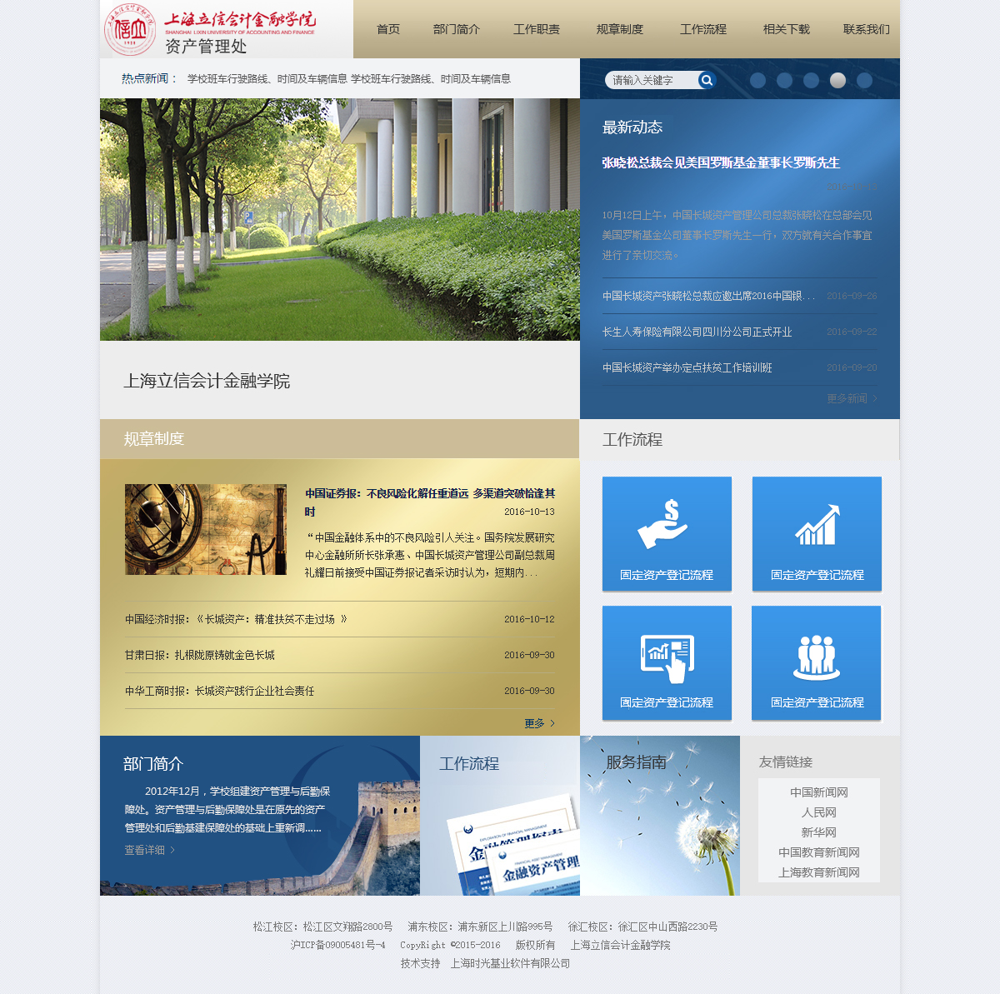 上海立信会计金融学院
SHANGHAI LIXIN UNIVERSITY OF ACCOUNTING AND FINANCE
资产管理处
1928
首页
部门简介
工作职责
规章制度
工作流程
相关下载
联系我们
热点新闻：
学校班车行驶路线、时间及车辆信息 学校班车行驶路线、时间及车辆信息
请输入关键字
最新动态
张晓松总裁会见美国罗斯基金董事长罗斯先生
10月12日上午，中国长城资产管理公司总裁张晓松在总部会见
美国罗斯基金公司董事长罗斯先生一行，双方就有关合作事宜
进行了亲切交流。
中国长城资产张晓松总裁应邀出席2016中国银... 2016-09-26
长生人寿保险有限公司四川分公司正式开业 2016-09-22
中国长城资产举办定点扶贫工作培训班 2016-09-20
更多新闻 >
上海立信会计金融学院
规章制度
中国证券报：不良风险化解任重道远 多渠道突破恰逢其
时 2016-10-13
“中国金融体系中的不良风险引人关注。国务院发展研究
中心金融所所长张承惠、中国长城资产管理公司副总裁周
礼耀日前接受中国证券报记者采访时认为，短期内...
中国经济时报：《长城资产：精准扶贫不走过场 》 2016-10-12
甘肃日报：扎根陇原铸就金色长城 2016-09-30
中华工商时报：长城资产践行企业社会责任 2016-09-30
更多 >
工作流程
固定资产登记流程
固定资产登记流程
固定资产登记流程
固定资产登记流程
部门简介
2012年12月，学校组建资产管理与后勤保
障处。资产管理与后勤保障处是在原先的资产
管理处和后勤基建保障处的基础上重新调......
查看详细 >
工作流程
金融资产管理
服务指南
友情链接
中国新闻网
人民网
新华网
中国教育新闻网
上海教育新闻网
松江校区：松江区文翔路2800号 浦东校区：浦东新区上川路995号 徐汇校区：徐汇区中山西路2230号
沪ICP备09005481号-4 CopyRight ©2015-2016 版权所有 上海立信会计金融学院
技术支持 上海时光基业软件有限公司